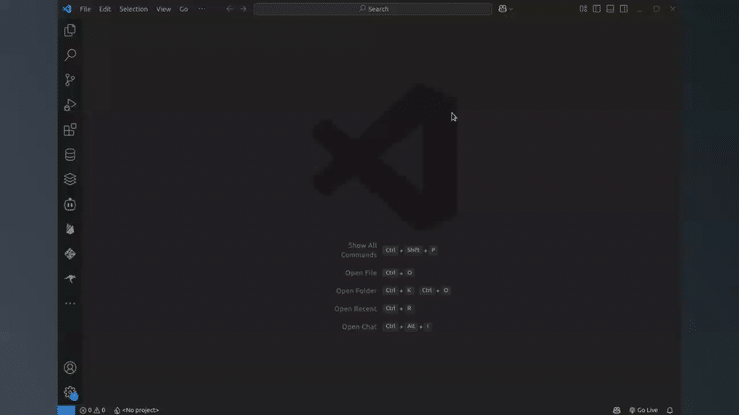 File Edit Selection View Go ··· Search
Show All
Commands Ctrl + Shift + P
Open File Ctrl + O
Open Folder Ctrl + K Ctrl + O
Open Recent Ctrl + R
Open Chat Ctrl + Alt + I
0 0 <No project> Go Live